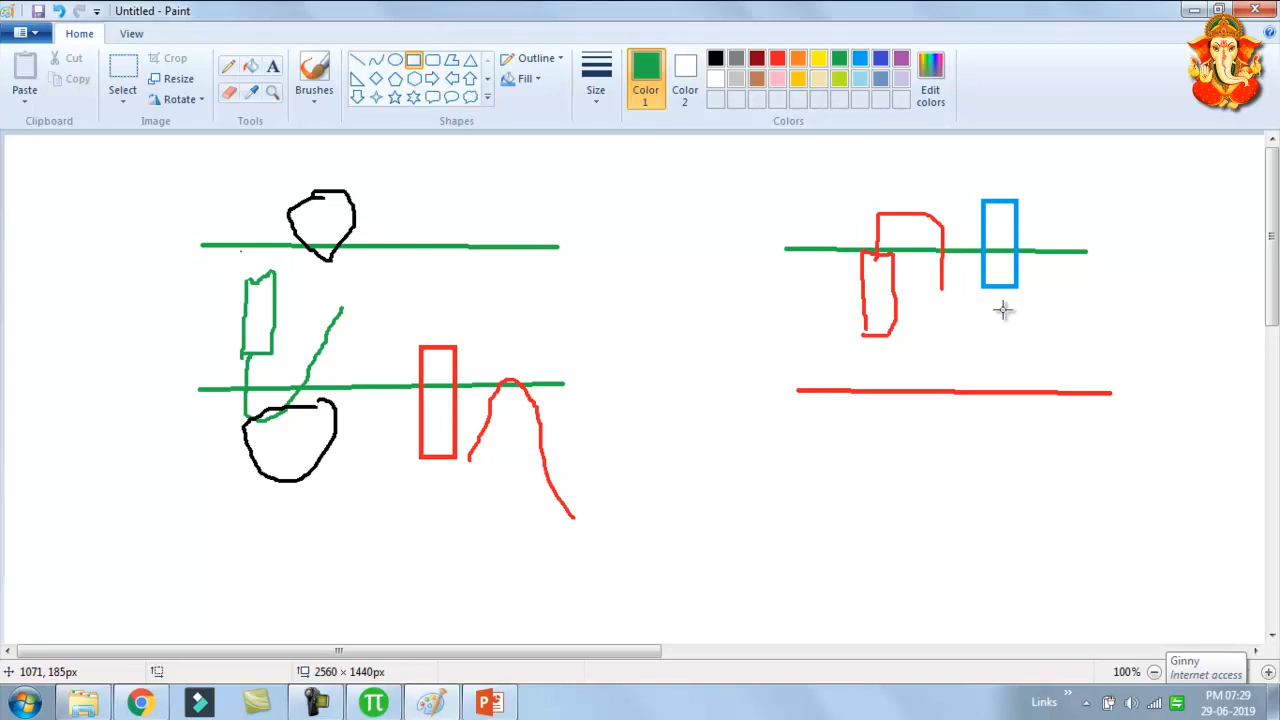 Untitled - Paint
Home View
Paste
Cut
Copy
Clipboard
Select
Crop
Resize
Rotate
Image
A
Tools
Brushes
Shapes
Outline
Fill
Size
Color 1
Color 2
Edit colors
Colors
1071, 185px
2560 × 1440px
100%
Ginny
Internet access
Links
PM 07:29
29-06-2019